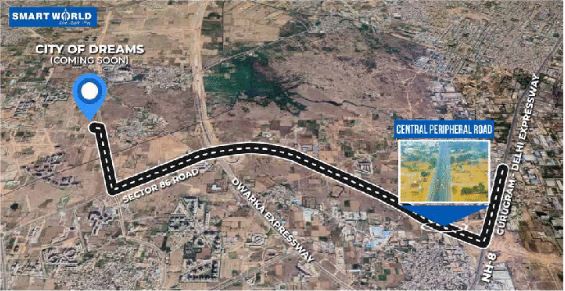 SMART WORLD
CITY OF DREAMS
(COMING SOON)
CENTRAL PERIPHERAL ROAD
SECTOR 86 ROAD
DWARKA EXPRESSWAY
GURUGRAM - DELHI EXPRESSWAY
NH-8